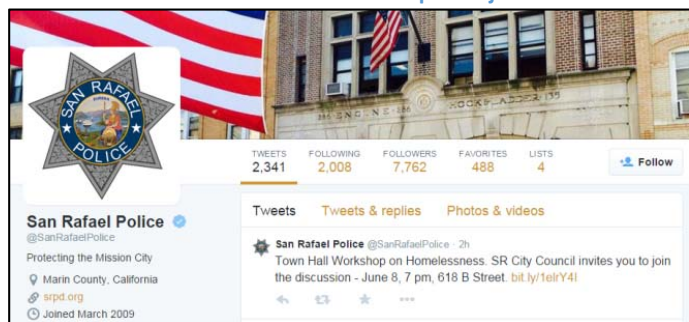 SAN RAFAEL
POLICE
ENGINE 286 HOOK & LADDER 135
TWEETS FOLLOWING FOLLOWERS FAVORITES LISTS
2,341 2,008 7,762 488 4
Follow
San Rafael Police
@SanRafaelPolice
Protecting the Mission City
Marin County, California
srpd.org
Joined March 2009
Tweets Tweets & replies Photos & videos
San Rafael Police @SanRafaelPolice · 2h
Town Hall Workshop on Homelessness. SR City Council invites you to join
the discussion - June 8, 7 pm, 618 B Street. bit.ly/1elrY4I